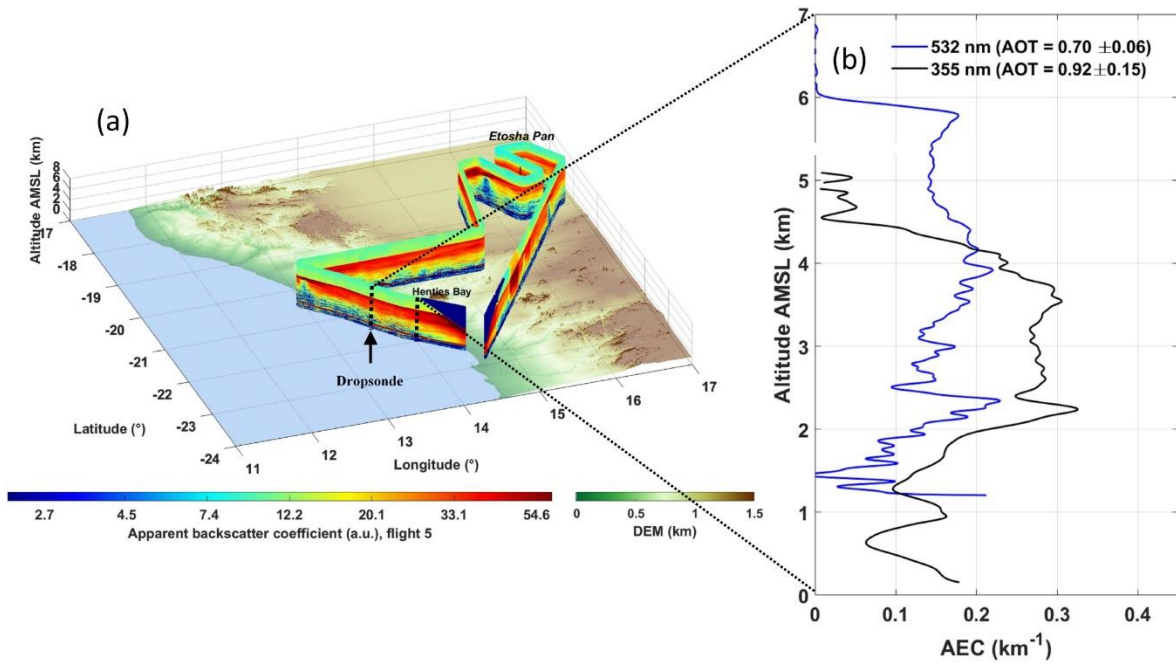 (a)
Etosha Pan
Henties Bay
Dropsonde
Altitude AMSL (km)
8
6
4
2
0
-17
-18
-19
-20
-21
-22
-23
-24
Latitude (°)
11
12
13
14
15
16
17
Longitude (°)
2.7 4.5 7.4 12.2 20.1 33.1 54.6
Apparent backscatter coefficient (a.u.), flight 5
0 0.5 1 1.5
DEM (km)
(b)
532 nm (AOT = 0.70 ±0.06)
355 nm (AOT = 0.92±0.15)
Altitude AMSL (km)
7
6
5
4
3
2
1
0
0 0.1 0.2 0.3 0.4
AEC (km⁻¹)